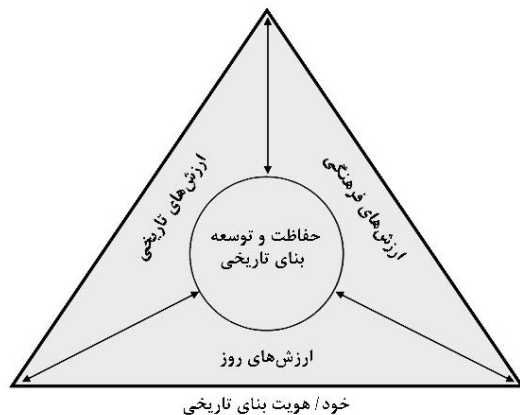 ارزش‌های تاریخی
ارزش‌های فرهنگی
حفاظت و توسعه
بنای تاریخی
ارزش‌های روز
خود / هویت بنای تاریخی